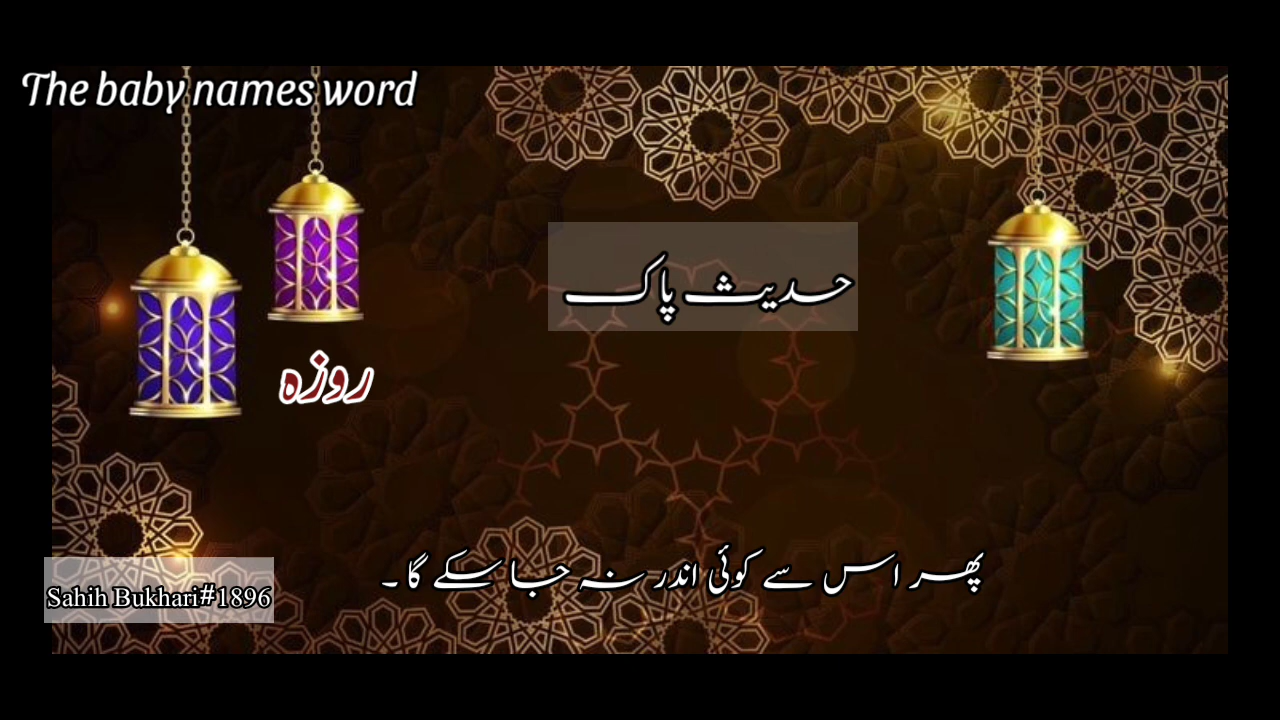 The baby names word
حدیث پاک
روزہ
پھر اس سے کوئی اندر نہ جا سکے گا ۔
Sahih Bukhari#1896